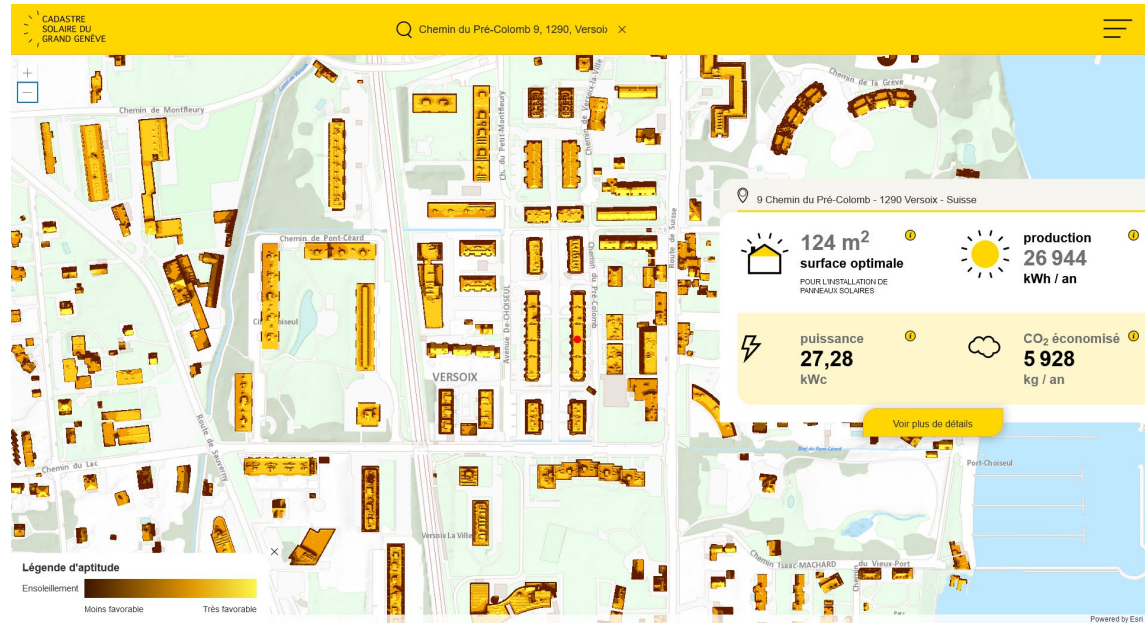 CADASTRE
SOLAIRE DU
GRAND GENÈVE
Chemin du Pré-Colomb 9, 1290, Versoix
×
+
−
Chemin de Montfleury
Ch. du Petit-Montfleury
Chemin de Versoix-la-Ville
Chemin de la Grève
Route de Suisse
Chemin de Pont-Céard
Chemin du Pré-Colomb
Avenue De-CHOISEUL
VERSOIX
Route de Sauverny
Chemin du Lac
Versoix La Ville
Port-Choiseul
Chemin Isaac-MACHARD
du Vieux-Port
9 Chemin du Pré-Colomb - 1290 Versoix - Suisse
124 m²
surface optimale
POUR L'INSTALLATION DE
PANNEAUX SOLAIRES
production
26 944
kWh / an
puissance
27,28
kWc
CO₂ économisé
5 928
kg / an
Voir plus de détails
×
Légende d'aptitude
Ensoleillement
Moins favorable
Très favorable
Powered by Esri